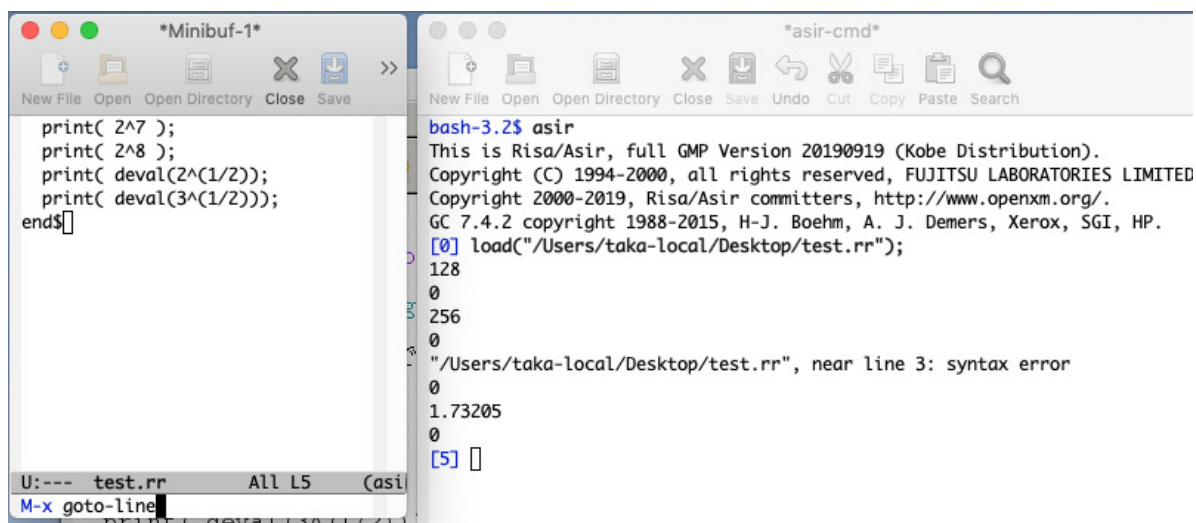 *Minibuf-1*
New File Open Open Directory Close Save
print( 2^7 );
print( 2^8 );
print( deval(2^(1/2));
print( deval(3^(1/2)));
end$
U:--- test.rr All L5 (asi
M-x goto-line
print( deval(3^(1/2))
*asir-cmd*
New File Open Open Directory Close Save Undo Cut Copy Paste Search
bash-3.2$ asir
This is Risa/Asir, full GMP Version 20190919 (Kobe Distribution).
Copyright (C) 1994-2000, all rights reserved, FUJITSU LABORATORIES LIMITED
Copyright 2000-2019, Risa/Asir committers, http://www.openxm.org/.
GC 7.4.2 copyright 1988-2015, H-J. Boehm, A. J. Demers, Xerox, SGI, HP.
[0] load("/Users/taka-local/Desktop/test.rr");
128
0
256
0
"/Users/taka-local/Desktop/test.rr", near line 3: syntax error
0
1.73205
0
[5]